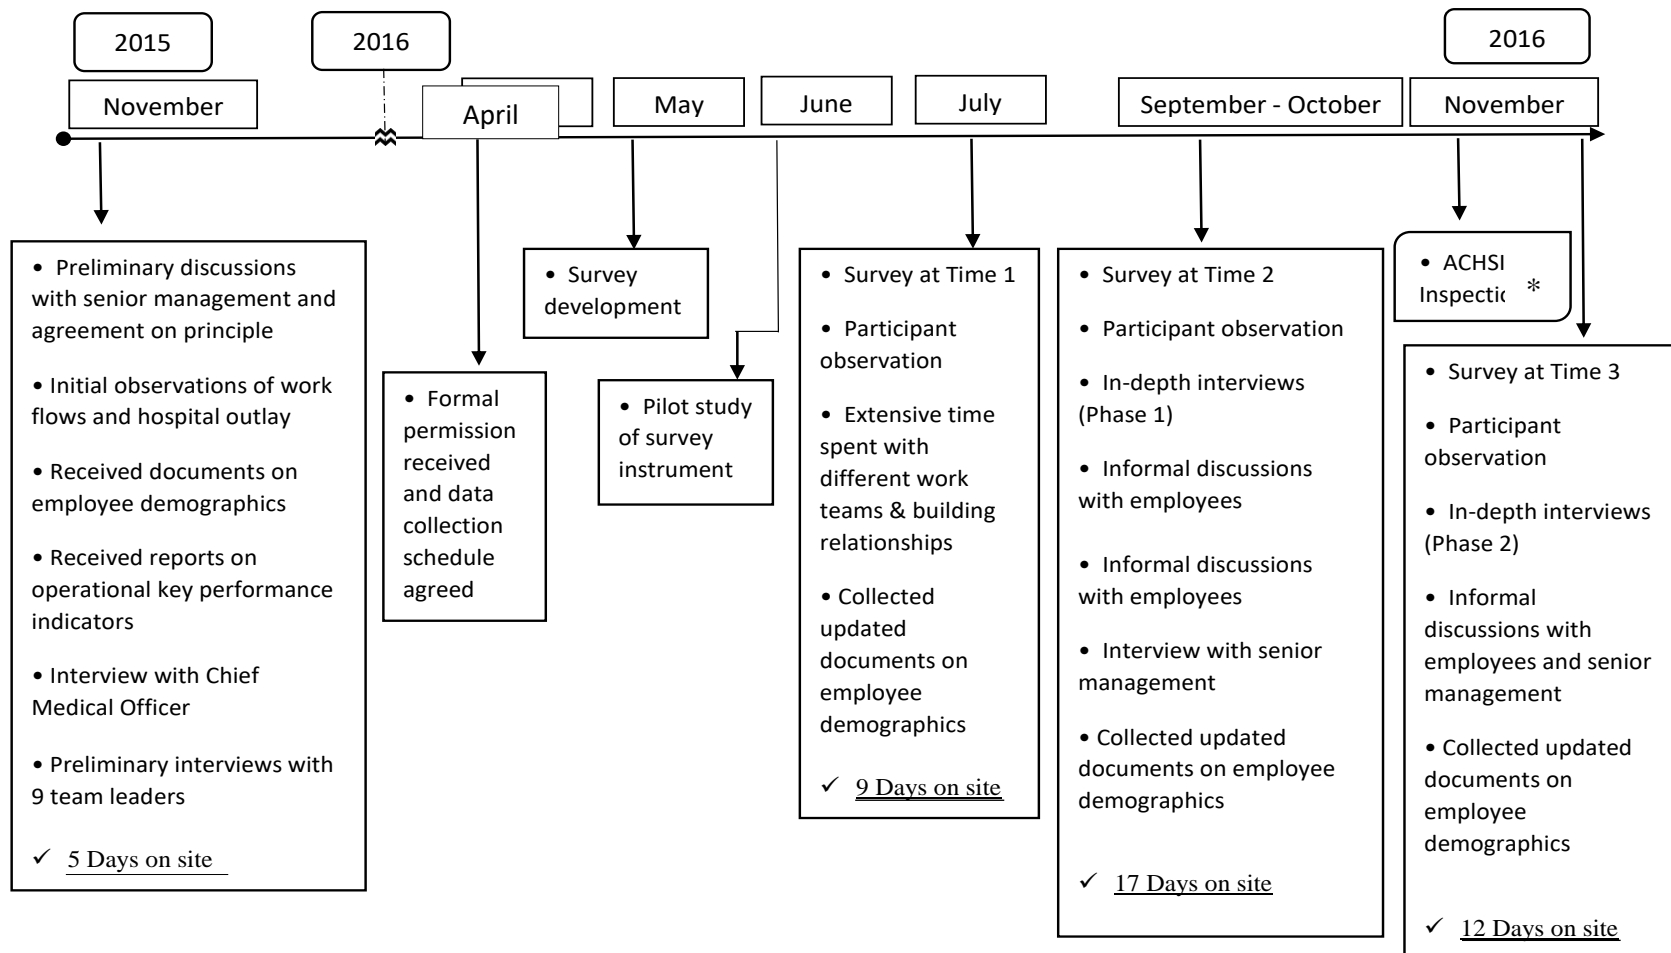 2015
2016
2016
November
April
May
June
July
September - October
November
• Preliminary discussions
with senior management and
agreement on principle
• Initial observations of work
flows and hospital outlay
• Received documents on
employee demographics
• Received reports on
operational key performance
indicators
• Interview with Chief
Medical Officer
• Preliminary interviews with
9 team leaders
✓ 5 Days on site
• Formal
permission
received
and data
collection
schedule
agreed
• Survey
development
• Pilot study
of survey
instrument
• Survey at Time 1
• Participant
observation
• Extensive time
spent with
different work
teams & building
relationships
• Collected
updated
documents on
employee
demographics
✓ 9 Days on site
• Survey at Time 2
• Participant observation
• In-depth interviews
(Phase 1)
• Informal discussions
with employees
• Informal discussions
with employees
• Interview with senior
management
• Collected updated
documents on employee
demographics
✓ 17 Days on site
• ACHSI
Inspectic *
• Survey at Time 3
• Participant
observation
• In-depth interviews
(Phase 2)
• Informal
discussions with
employees and senior
management
• Collected updated
documents on
employee
demographics
✓ 12 Days on site